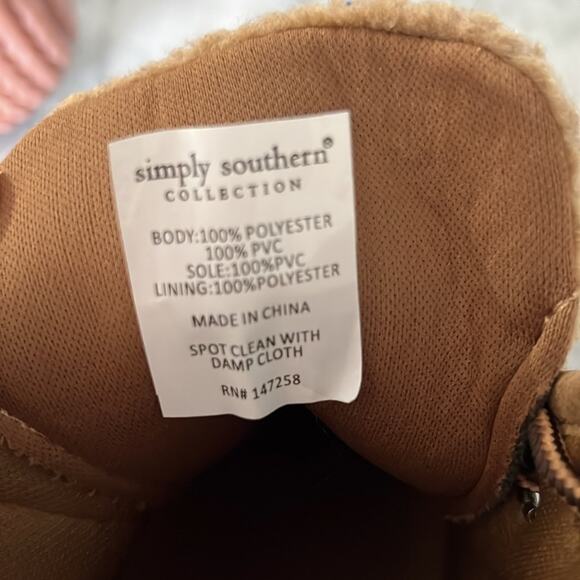 simply southern®
COLLECTION
BODY:100% POLYESTER
100% PVC
SOLE:100%PVC
LINING:100%POLYESTER
MADE IN CHINA
SPOT CLEAN WITH
DAMP CLOTH
RN# 147258